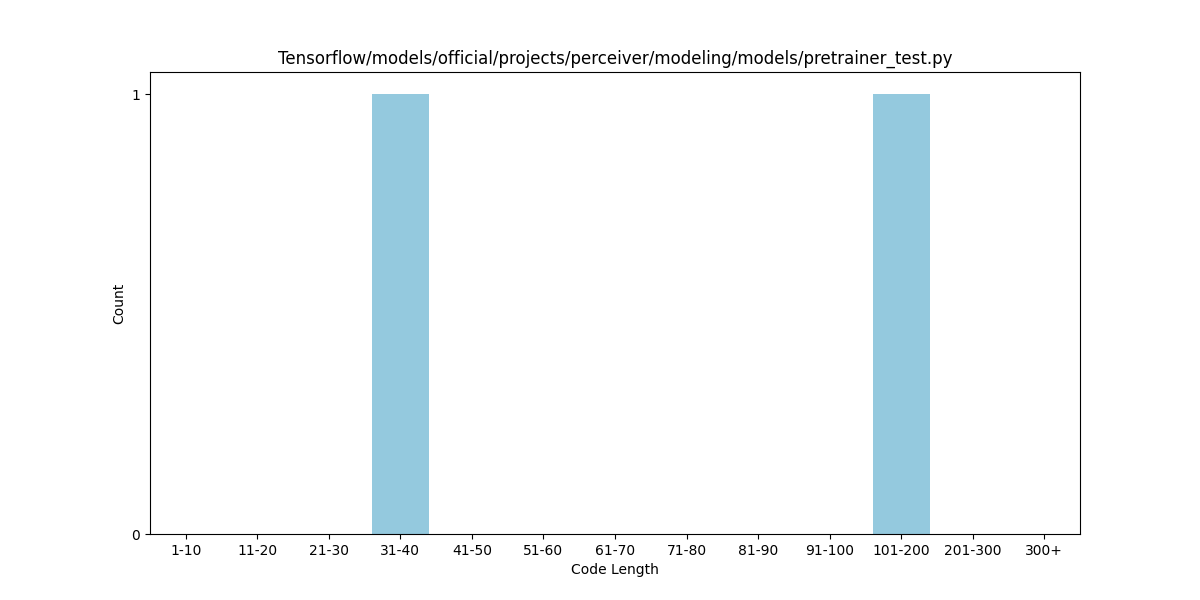 Tensorflow/models/official/projects/perceiver/modeling/models/pretrainer_test.py
1
Count
0
1-10 11-20 21-30 31-40 41-50 51-60 61-70 71-80 81-90 91-100 101-200 201-300 300+
Code Length